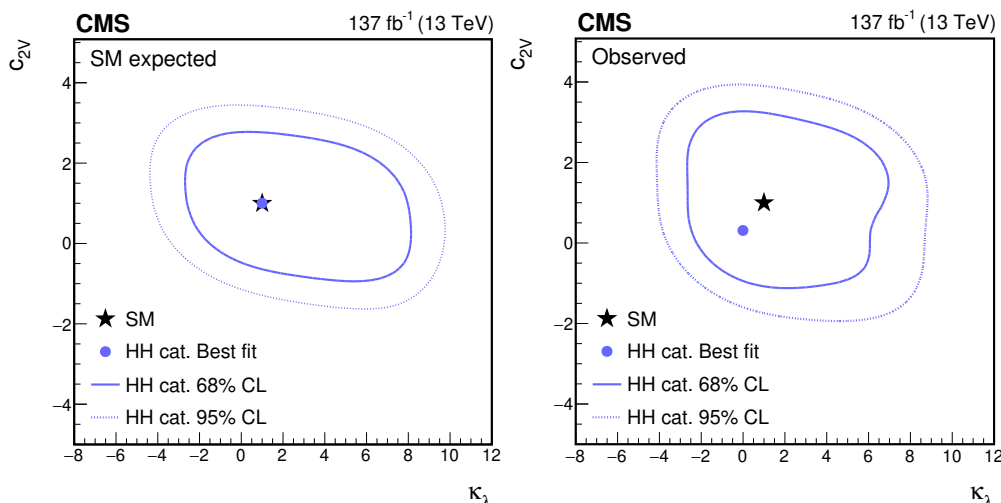 CMS 137 fb⁻¹ (13 TeV)
c₂V
SM expected
4
2
0
−2
−4
SM
HH cat. Best fit
HH cat. 68% CL
HH cat. 95% CL
−8 −6 −4 −2 0 2 4 6 8 10 12
κλ
CMS 137 fb⁻¹ (13 TeV)
c₂V
Observed
4
2
0
−2
−4
SM
HH cat. Best fit
HH cat. 68% CL
HH cat. 95% CL
−8 −6 −4 −2 0 2 4 6 8 10 12
κλ